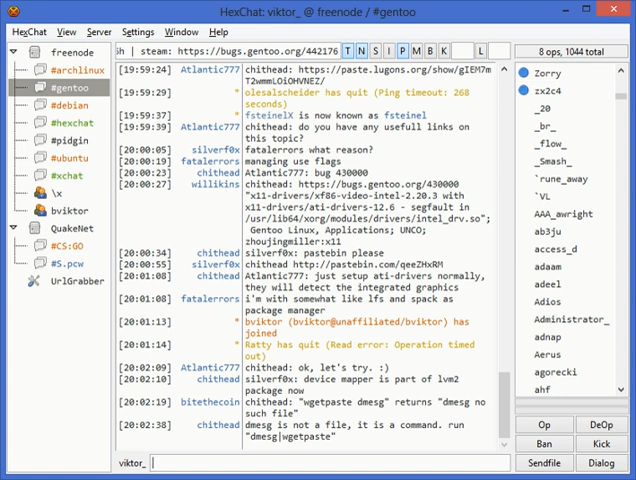 HexChat: viktor_ @ freenode / #gentoo
HexChat View Server Settings Window Help
freenode
#archlinux
#gentoo
#debian
#hexchat
#pidgin
#ubuntu
#xchat
\x
bviktor
QuakeNet
#CS:GO
#S.pcw
UrlGrabber
| steam: https://bugs.gentoo.org/442176 T N S I P M B K L
8 ops, 1044 total
[19:59:24] Atlantic777 chithead: https://paste.lugons.org/show/gIEM7m
T2wmmLOiOHVNEZ/
[19:59:29] * olesalscheider has quit (Ping timeout: 268
seconds)
[19:59:37] * fsteinelX is now known as fsteinel
[19:59:39] Atlantic777 chithead: do you have any usefull links on
this topic?
[20:00:05] silverf0x fatalerrors what reason?
[20:00:19] fatalerrors managing use flags
[20:00:23] chithead Atlantic777: bug 430000
[20:00:27] willikins chithead: https://bugs.gentoo.org/430000
"x11-drivers/xf86-video-intel-2.20.3 with
x11-drivers/ati-drivers-12.6 - segfault in
/usr/lib64/xorg/modules/drivers/intel_drv.so";
Gentoo Linux, Applications; UNCO;
zhoujingmiller:x11
[20:00:34] chithead silverf0x: pastebin please
[20:00:55] silverf0x chithead http://pastebin.com/qeeZHxRM
[20:01:08] chithead Atlantic777: just setup ati-drivers normally,
they will detect the integrated graphics
[20:01:08] fatalerrors i'm with somewhat like lfs and spack as
package manager
[20:01:13] * bviktor (bviktor@unaffiliated/bviktor) has
joined
[20:01:14] * Ratty has quit (Read error: Operation timed
out)
[20:02:09] Atlantic777 chithead: ok, let's try. :)
[20:02:10] chithead silverf0x: device mapper is part of lvm2
package now
[20:02:19] bitethecoin chithead: "wgetpaste dmesg" returns "dmesg no
such file"
[20:02:38] chithead dmesg is not a file, it is a command. run
"dmesg|wgetpaste"
viktor_
Zorry
zx2c4
_20
_br_
_flow_
_Smash_
`rune_away
`VL
AAA_awright
ab3ju
access_d
adaam
adeel
Adios
Administrator_
adnap
Aerus
agorecki
ahf
Op DeOp
Ban Kick
Sendfile Dialog